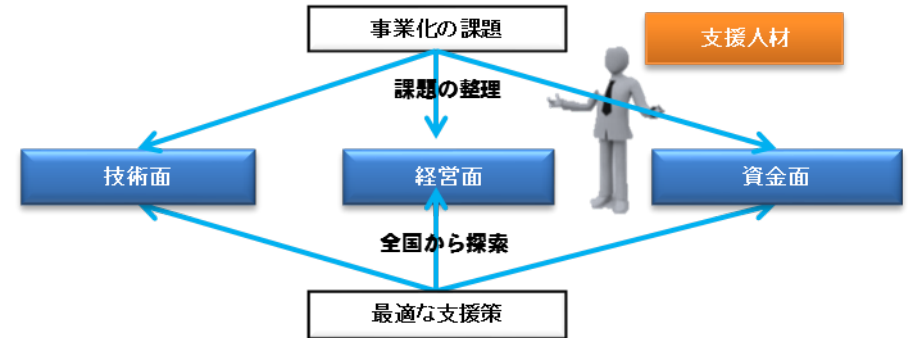 事業化の課題
支援人材
課題の整理
技術面
経営面
資金面
全国から探索
最適な支援策